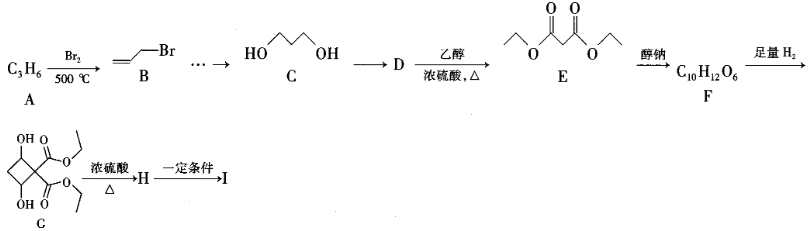 C₃H₆ Br₂ 500 ℃ Br ··· HO OH D 乙醇 浓硫酸,△ O O O O 醇钠 C₁₀H₁₂O₆ 足量 H₂
A B C E F
OH O O O O OH 浓硫酸 △ H 一定条件 I
G